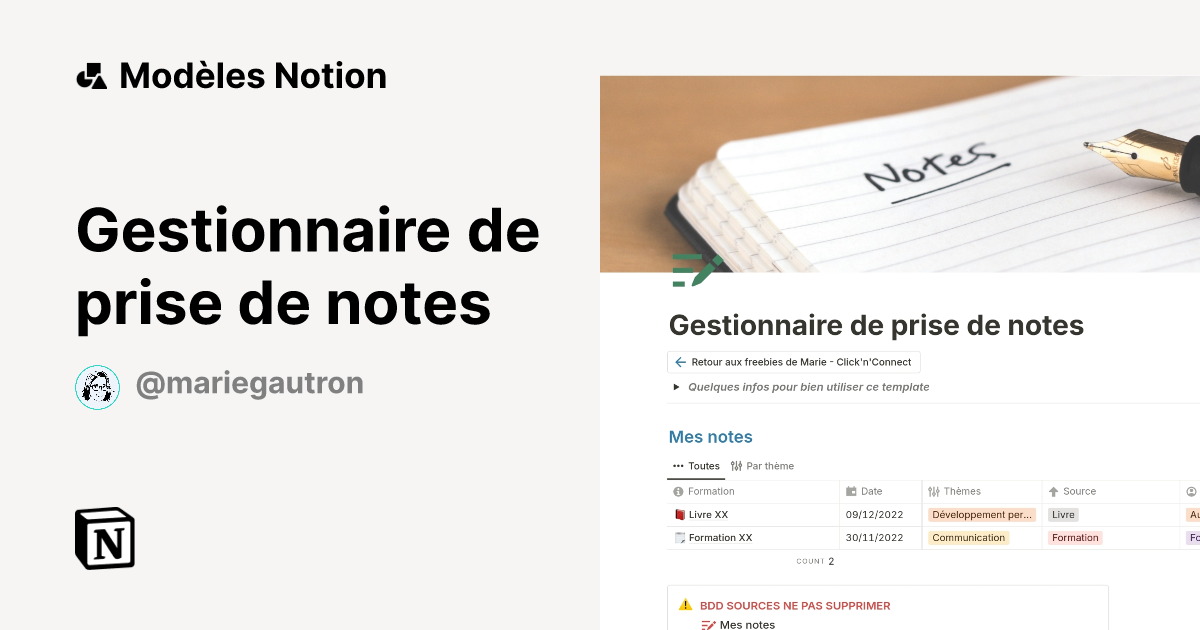 Modèles Notion
Gestionnaire de
prise de notes
@mariegautron
N
Notes
Gestionnaire de prise de notes
Retour aux freebies de Marie - Click'n'Connect
Quelques infos pour bien utiliser ce template
Mes notes
Toutes Par thème
Formation Date Thèmes Source
Livre XX 09/12/2022 Développement per... Livre
Formation XX 30/11/2022 Communication Formation
COUNT 2
BDD SOURCES NE PAS SUPPRIMER
Mes notes